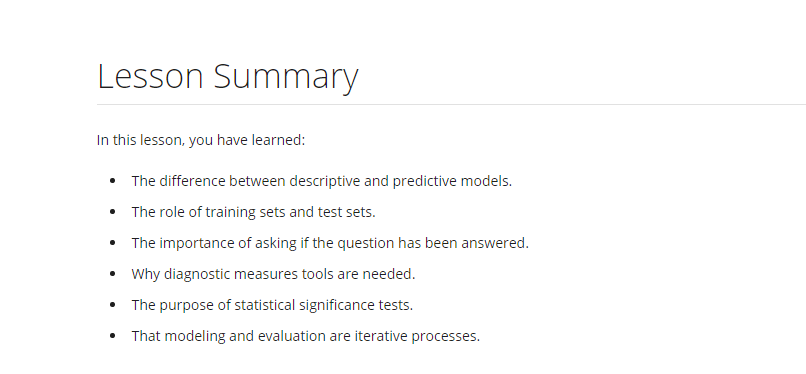 Lesson Summary
In this lesson, you have learned:
• The difference between descriptive and predictive models.
• The role of training sets and test sets.
• The importance of asking if the question has been answered.
• Why diagnostic measures tools are needed.
• The purpose of statistical significance tests.
• That modeling and evaluation are iterative processes.